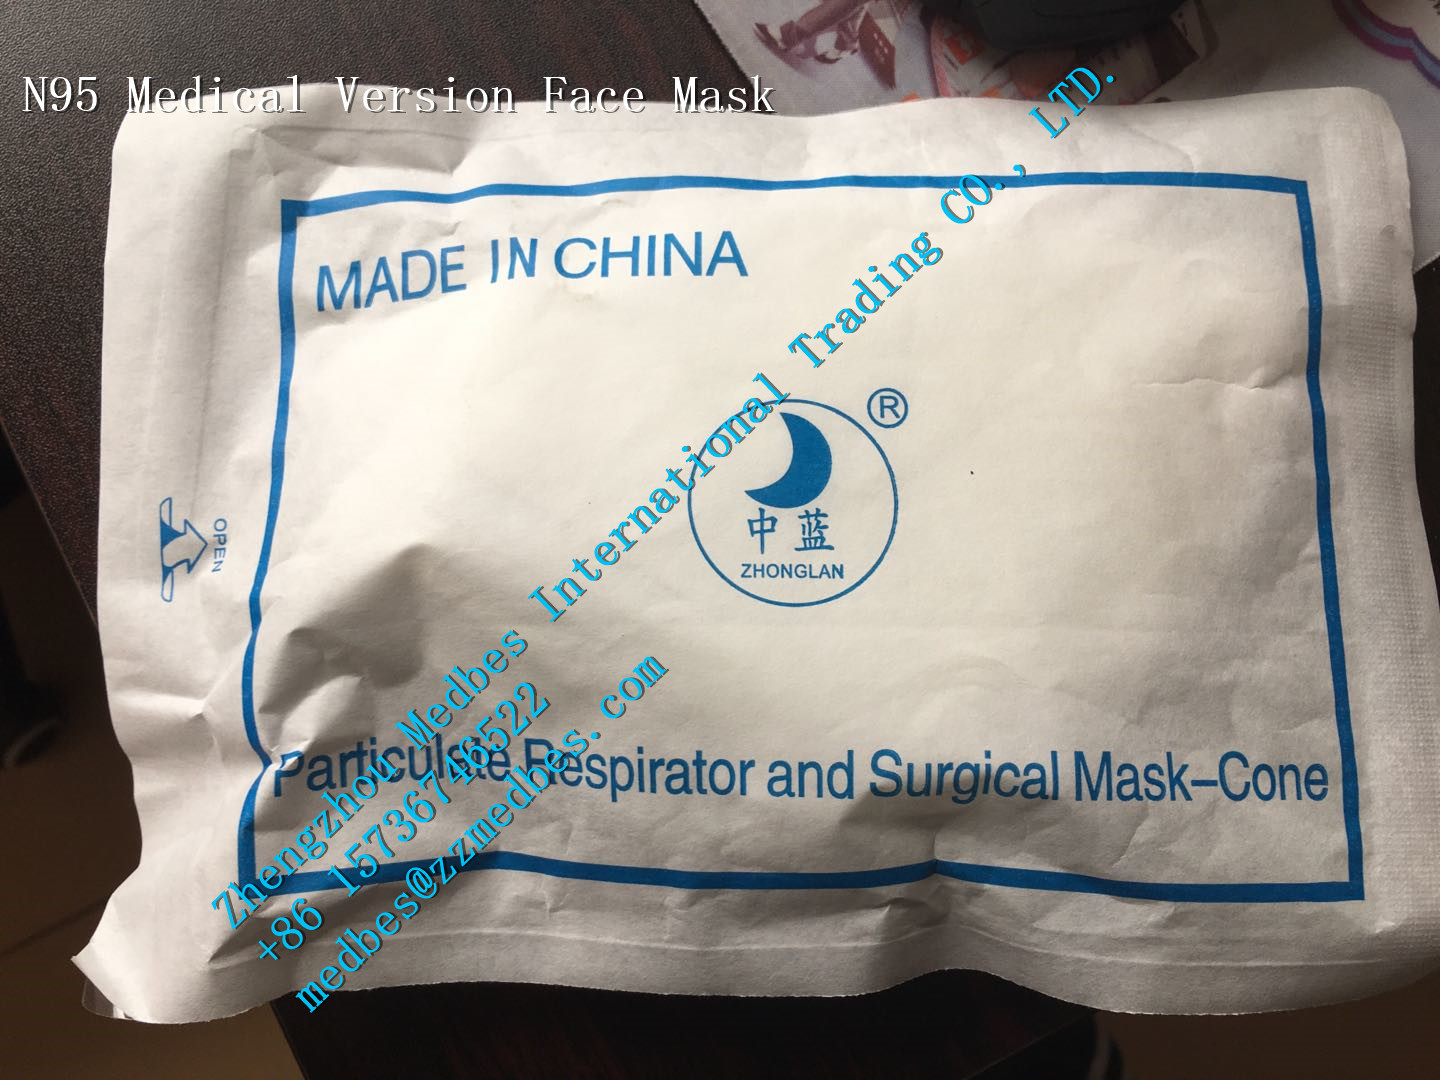 N95 Medical Version Face Mask
MADE IN CHINA
®
中蓝
ZHONGLAN
OPEN
Particulate Respirator and Surgical Mask-Cone
Zhengzhou Medbes International Trading CO., LTD.
+86 15736746522
medbes@zzmedbes.com